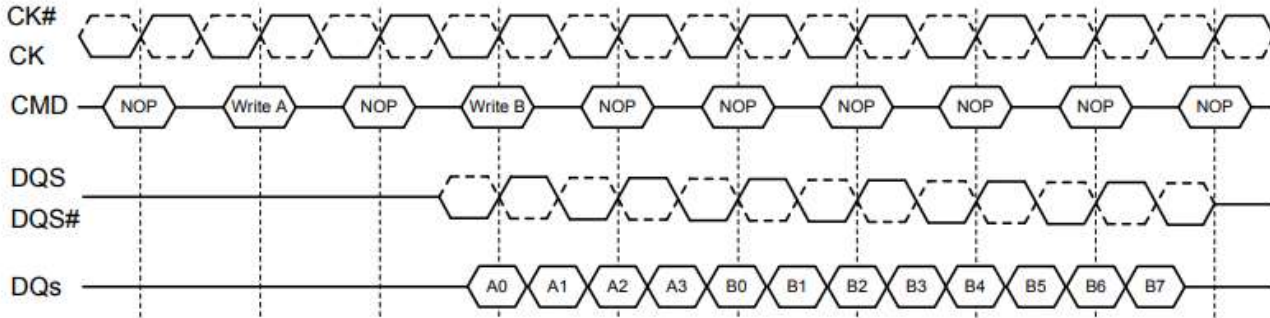 CK#
CK
CMD NOP Write A NOP Write B NOP NOP NOP NOP NOP NOP
DQS
DQS#
DQs A0 A1 A2 A3 B0 B1 B2 B3 B4 B5 B6 B7